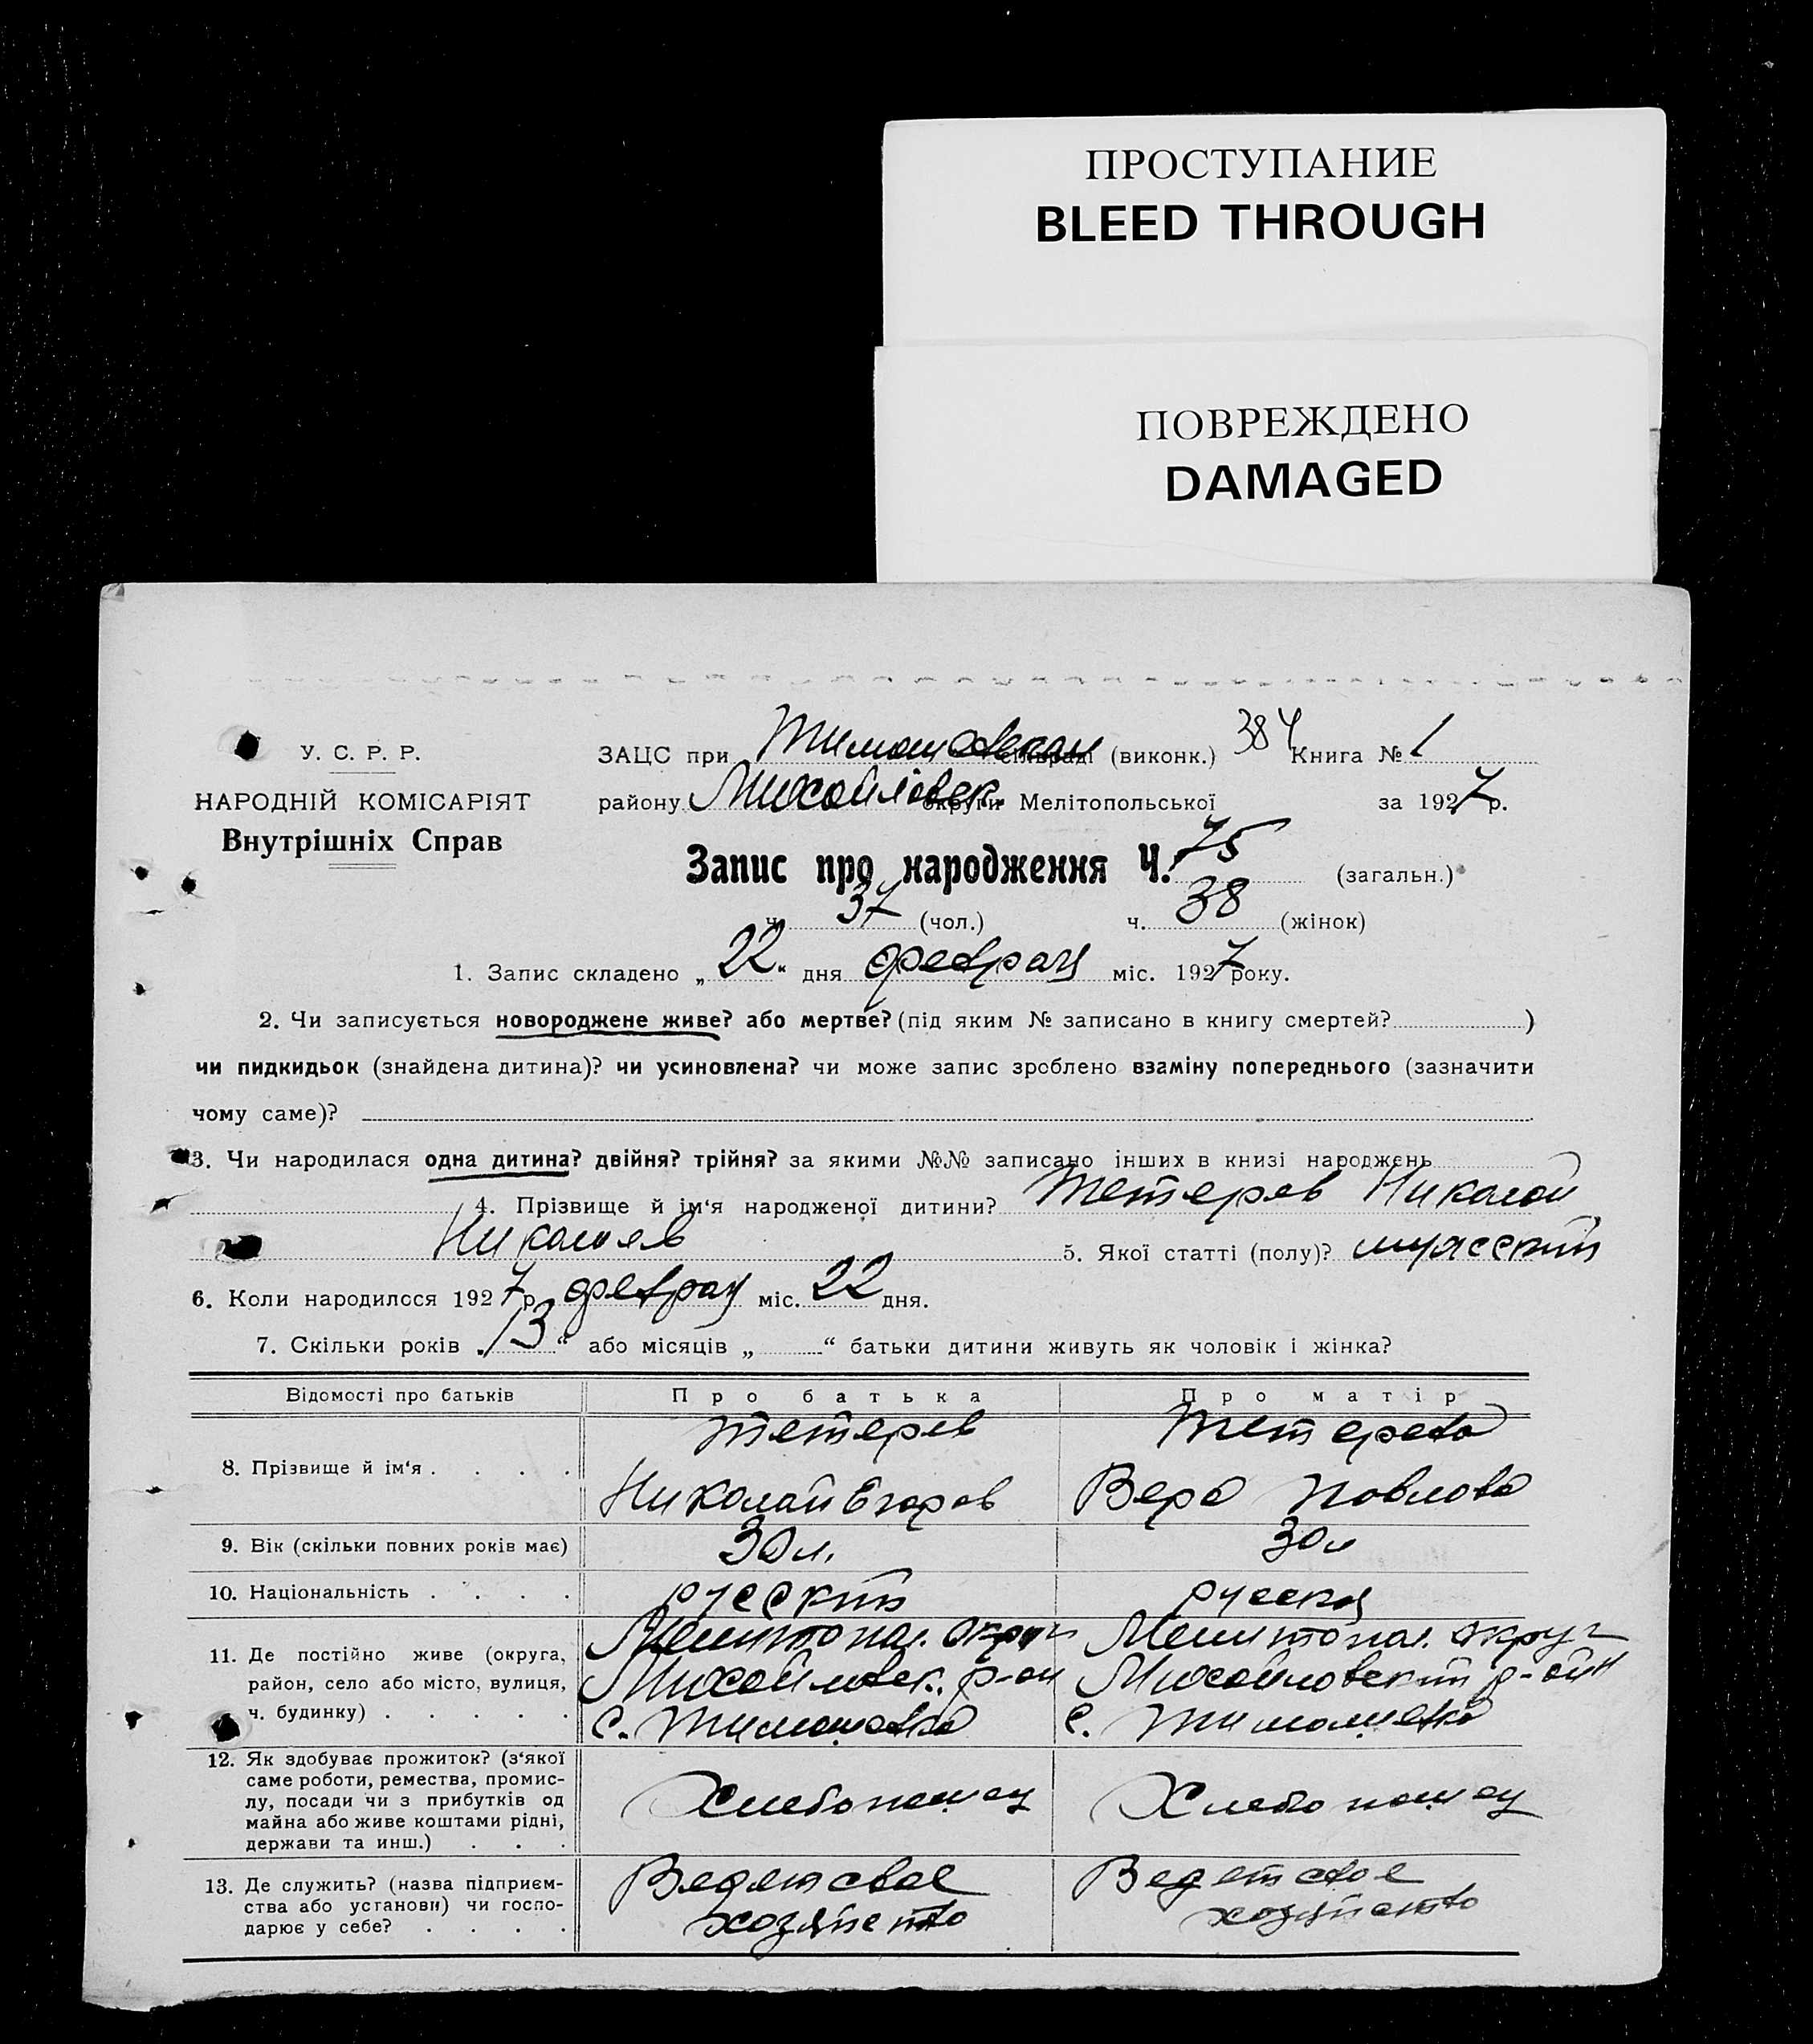 ПРОСТУПАНИЕ
BLEED THROUGH
ПОВРЕЖДЕНО
DAMAGED
У. С. Р. Р.
НАРОДНІЙ КОМІСАРІЯТ
Внутрішніх Справ
ЗАЦС при Тимошевском сільраді (виконк.) 384 Книга № 1
району Михайловск. округи Мелітопольської за 1927 р.
Запис про народження Ч. 75 (загальн.)
ч. 37 (чол.) ч. 38 (жінок)
1. Запис складено „22“ дня февраля міс. 1927 року.
2. Чи записується новороджене живе? або мертве? (під яким № записано в книгу смертей? )
чи пидкидьок (знайдена дитина)? чи усиновлена? чи може запис зроблено взаміну попереднього (зазначити
чому саме)?
3. Чи народилася одна дитина? двійня? трійня? за якими №№ записано інших в книзі народжень
4. Прізвище й ім‘я народженої дитини? Тетерев Николай
Николаев 5. Якої статті (полу)? мужеский
6. Коли народилсся 1927 р. февраля міс. 22 дня.
7. Скільки років „13“ або місяців „ “ батьки дитини живуть як чоловік і жінка?
Відомості про батьків Про батька Про матір
8. Прізвище й ім‘я . . . . Тетерев Николай Егоров Тетерева Вера Павлова
9. Вік (скільки повних років має) 30 л. 30 л
10. Національність . . . . русский русская
11. Де постійно живе (округа, Мелитопол. округ Мелитопол. округ
район, село або місто, вулиця, Михайловск. р-он Михайловский р-он
ч. будинку) . . . . . с. Тимошевка с. Тимошевка
12. Як здобуває прожиток? (з‘якої
саме роботи, ремества, промис-
лу, посади чи з прибутків од Хлебопашец Хлебопашец
майна або живе коштами рідні,
держави та инш.) . . .
13. Де служить? (назва підприєм- Ведет свое Ведет свое
ства або установи) чи госпо- хозяйство хозяйство
дарює у себе? . . . .